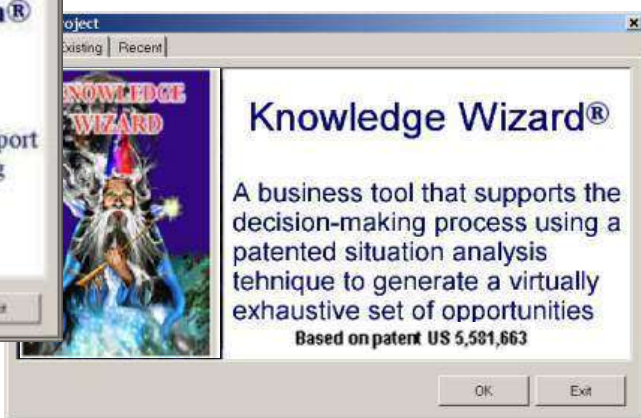 ®
port
oject
Existing Recent
KNOWLEDGE
WIZARD
Knowledge Wizard®
A business tool that supports the
decision-making process using a
patented situation analysis
tehnique to generate a virtually
exhaustive set of opportunities
Based on patent US 5,581,663
OK Exit